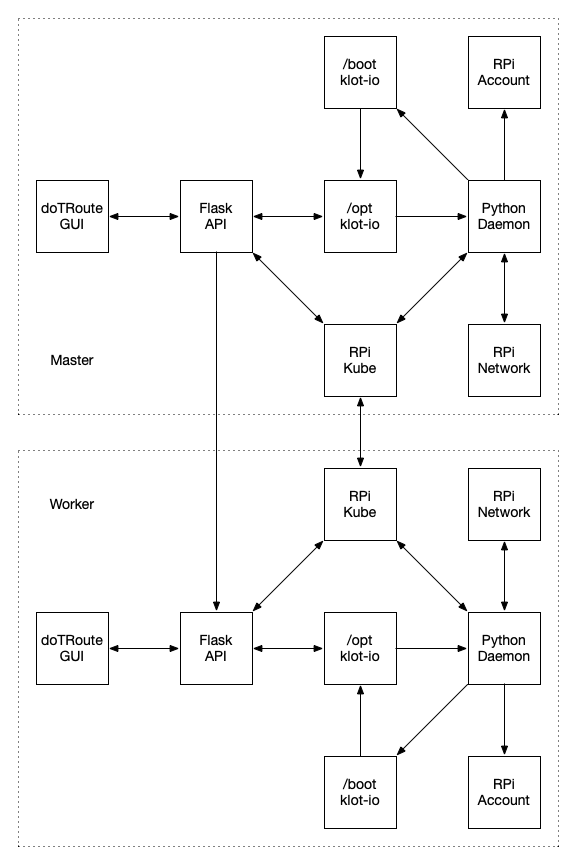 /boot
klot-io
RPi
Account
doTRoute
GUI
Flask
API
/opt
klot-io
Python
Daemon
Master
RPi
Kube
RPi
Network
Worker
RPi
Kube
RPi
Network
doTRoute
GUI
Flask
API
/opt
klot-io
Python
Daemon
/boot
klot-io
RPi
Account